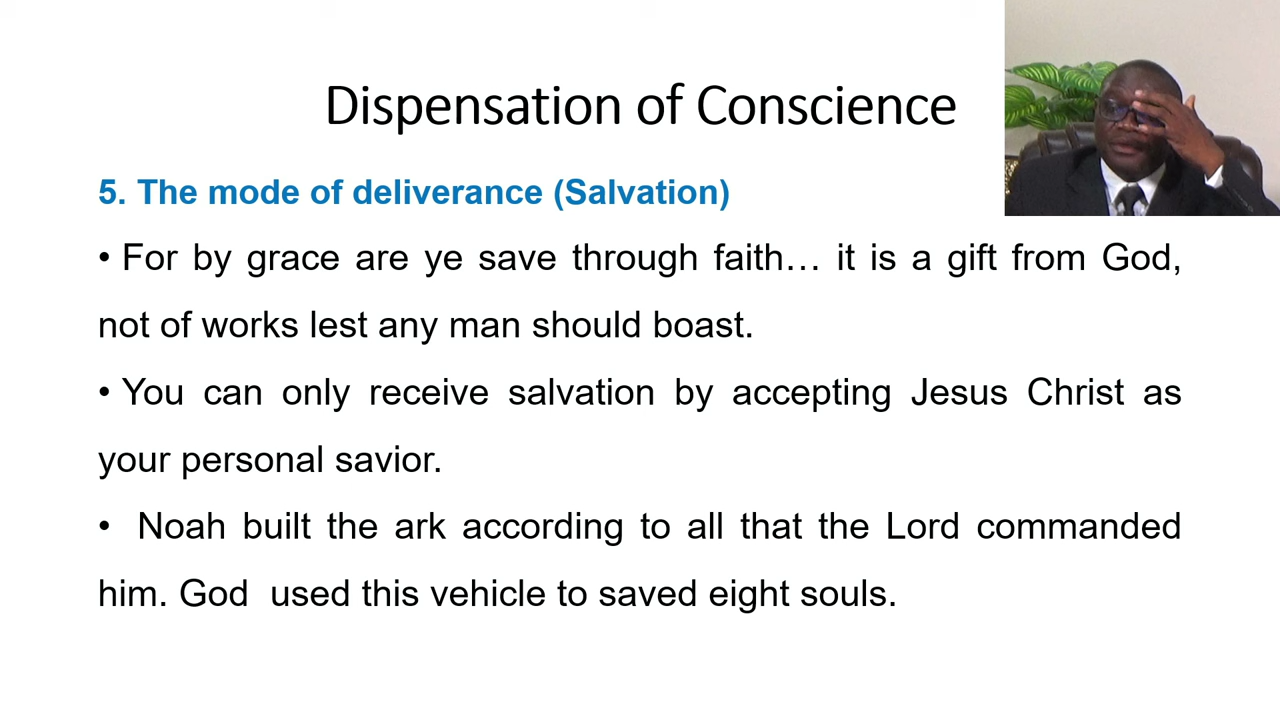 Dispensation of Conscience
5. The mode of deliverance (Salvation)
• For by grace are ye save through faith… it is a gift from God,
not of works lest any man should boast.
• You can only receive salvation by accepting Jesus Christ as
your personal savior.
• Noah built the ark according to all that the Lord commanded
him. God used this vehicle to saved eight souls.